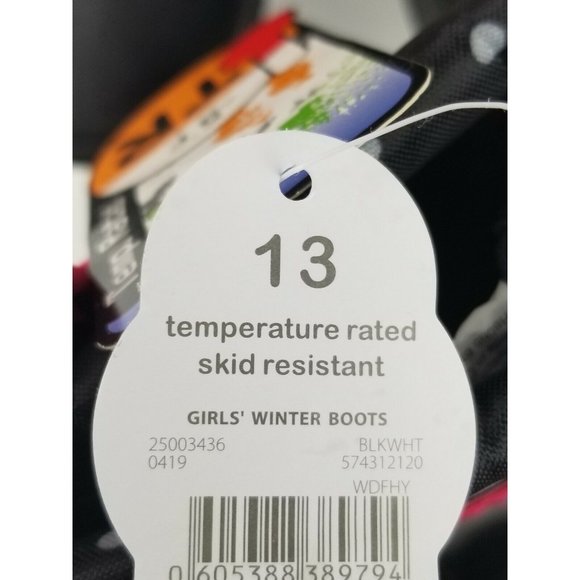 13
temperature rated
skid resistant
GIRLS' WINTER BOOTS
25003436 BLKWHT
0419 574312120
WDFHY
0 605388 389794